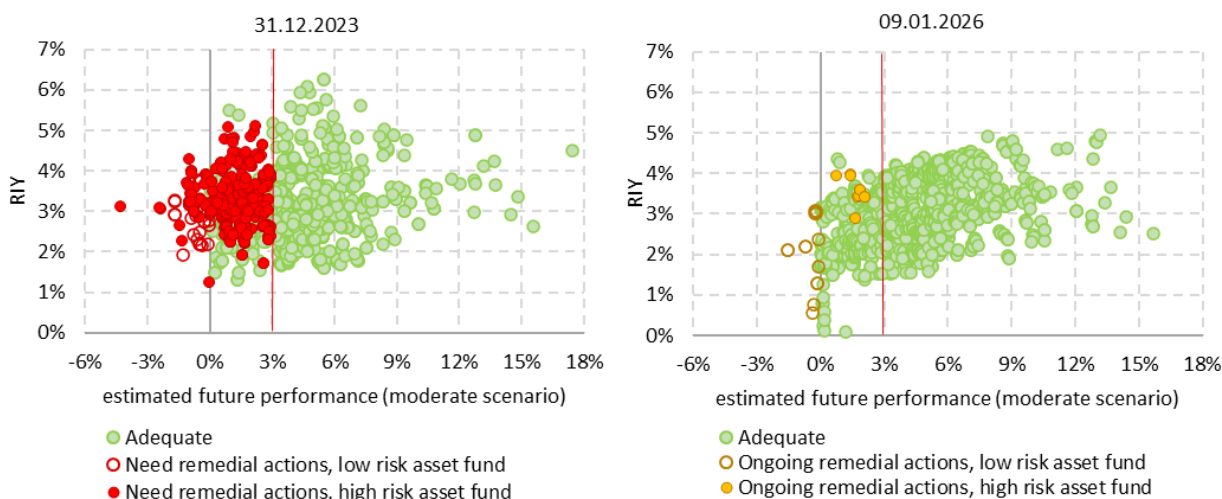 31.12.2023
7%
6%
5%
4%
3%
2%
1%
0%
RIY
-6% -3% 0% 3% 6% 9% 12% 15% 18%
estimated future performance (moderate scenario)
Adequate
Need remedial actions, low risk asset fund
Need remedial actions, high risk asset fund
09.01.2026
7%
6%
5%
4%
3%
2%
1%
0%
RIY
-6% -3% 0% 3% 6% 9% 12% 15% 18%
estimated future performance (moderate scenario)
Adequate
Ongoing remedial actions, low risk asset fund
Ongoing remedial actions, high risk asset fund